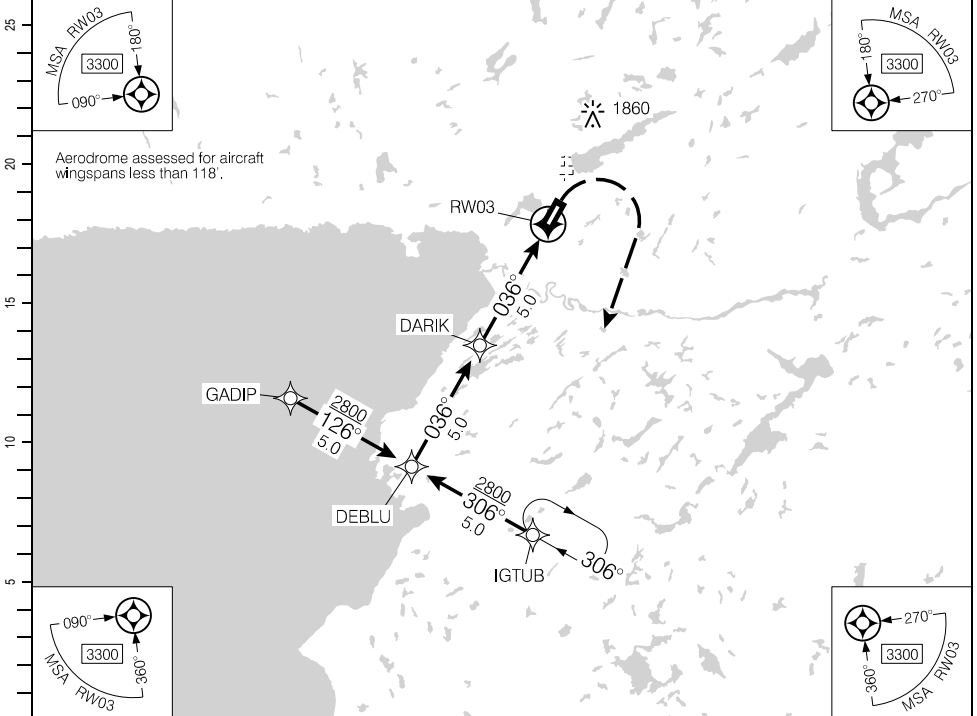 25
20
15
10
5
MSA RW03
180°
3300
090°
MSA RW03
180°
3300
270°
Aerodrome assessed for aircraft
wingspans less than 118'.
1860
RW03
036°
5.0
DARIK
GADIP
2800
126°
5.0
036°
5.0
DEBLU
2800
306°
5.0
IGTUB
306°
090°
3300
360°
MSA RW03
270°
3300
360°
MSA RW03